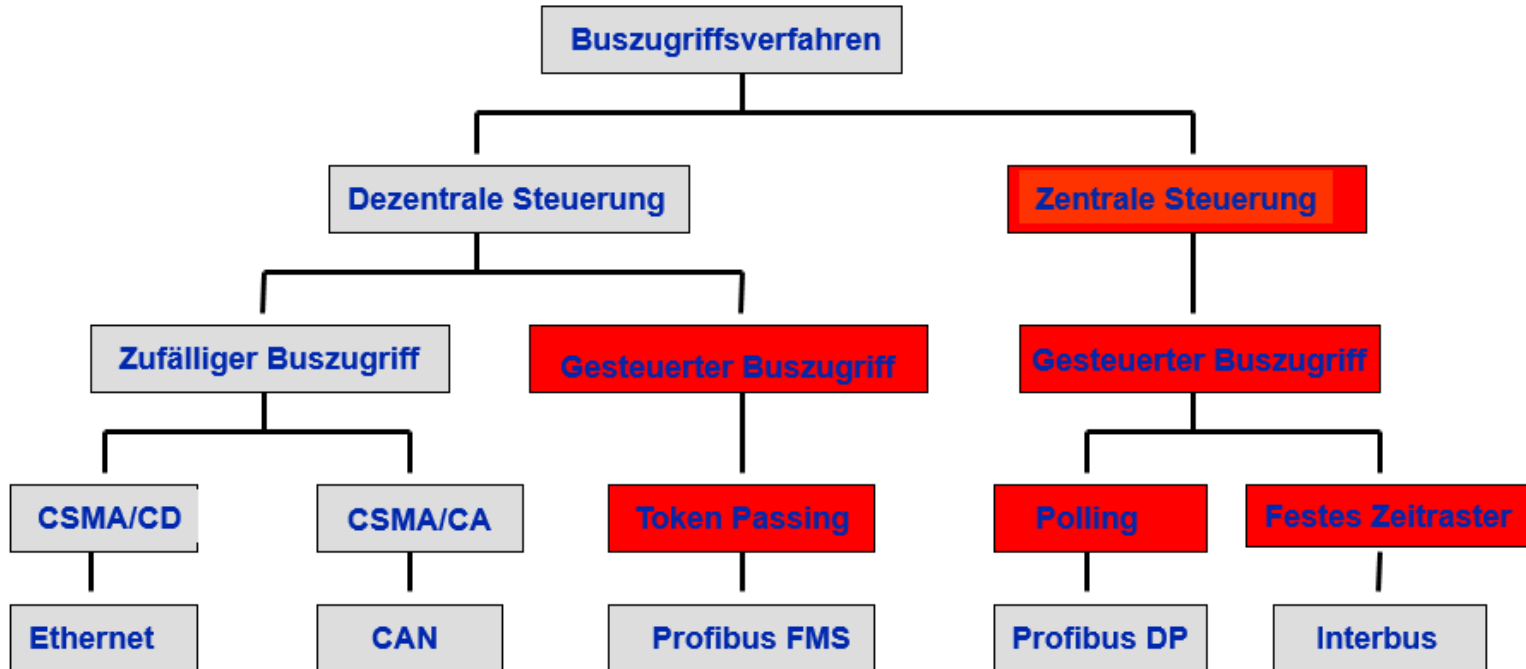 Buszugriffsverfahren
Dezentrale Steuerung
Zentrale Steuerung
Zufälliger Buszugriff
Gesteuerter Buszugriff
Gesteuerter Buszugriff
CSMA/CD
CSMA/CA
Token Passing
Polling
Festes Zeitraster
Ethernet
CAN
Profibus FMS
Profibus DP
Interbus